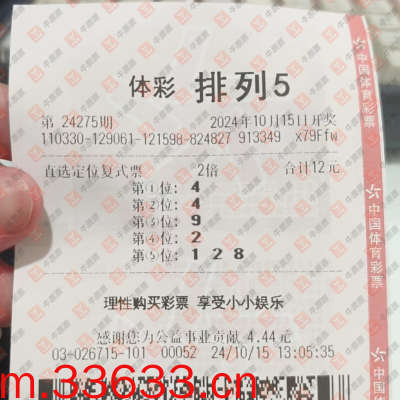 体彩 排列5
第 24275期 2024年10月15日开奖
110330-129061-121598-824827 913349 x79FfW
直选定位复式票 2倍 合计12元
第①位: 4
第②位: 4
第③位: 9
第④位: 2
第⑤位: 1 2 8
理性购买彩票 享受小小娱乐
感谢您为公益事业贡献 4.44元
03-026715-101 00052 24/10/15 13:05:35
中国体育彩票
中国体育彩票
m.33633.cn